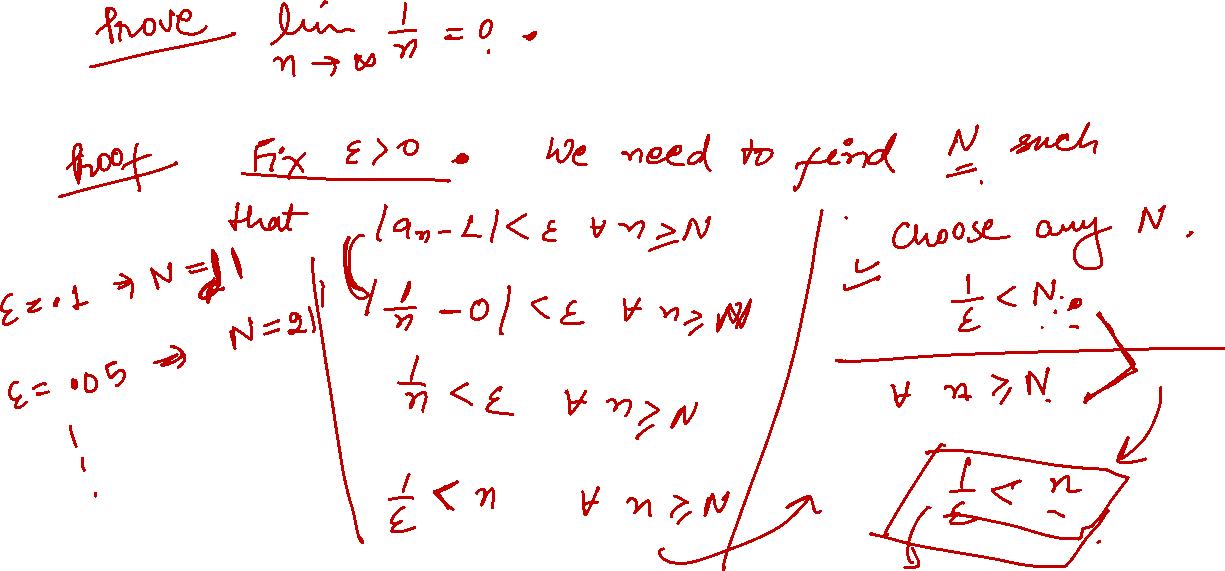 Prove lim n→∞ 1/n = 0.
Proof Fix ε>0. We need to find N such
that |aₙ-L|<ε ∀ n≥N
|1/n - 0|<ε ∀ n≥N
1/n < ε ∀ n≥N
1/ε < n ∀ n≥N
ε=.1 ⇒ N=11
ε=.05 ⇒ N=21
choose any N.
1/ε < N.
∀ n≥N.
1/ε < n